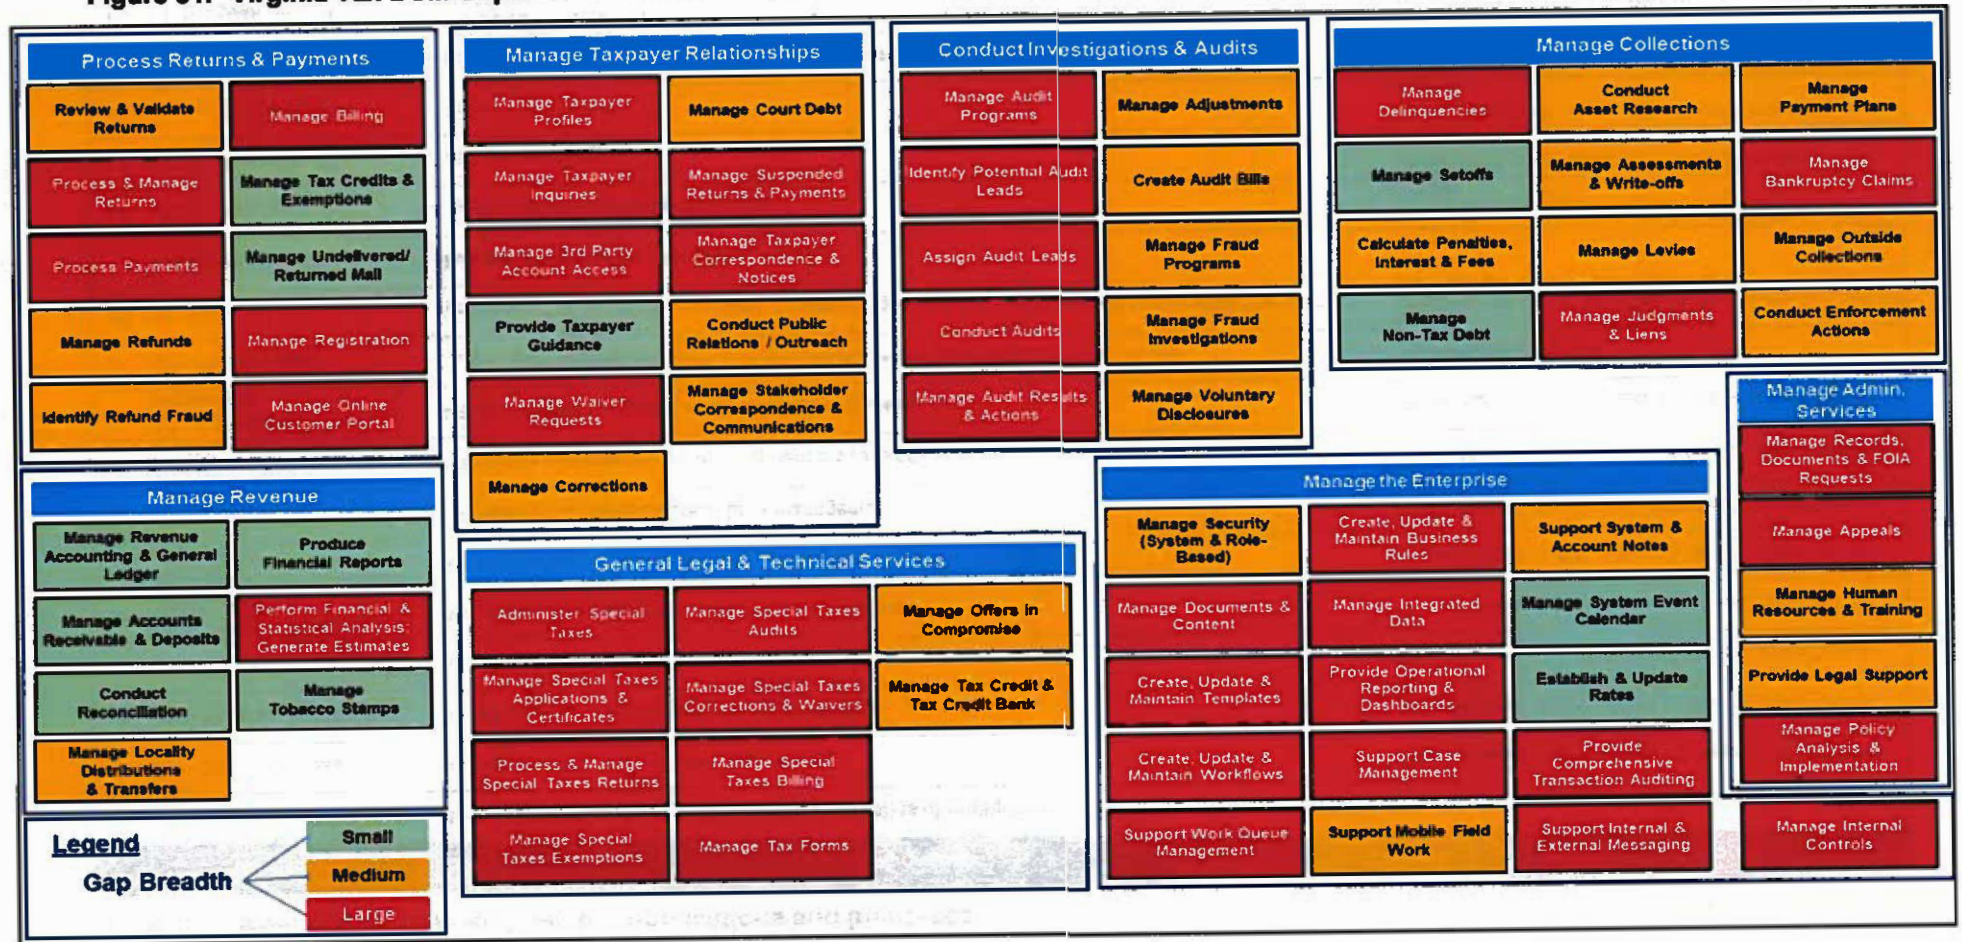 Process Returns & Payments
Review & Validate
Returns
Manage Billing
Process & Manage
Returns
Manage Tax Credits &
Exemptions
Process Payments
Manage Undelivered/
Returned Mail
Manage Refunds
Manage Registration
Identify Refund Fraud
Manage Online
Customer Portal
Manage Revenue
Manage Revenue
Accounting & General
Ledger
Produce
Financial Reports
Manage Accounts
Receivable & Deposits
Perform Financial &
Statistical Analysis;
Generate Estimates
Conduct
Reconciliation
Manage
Tobacco Stamps
Manage Locality
Distributions
& Transfers
Legend
Gap Breadth
Small
Medium
Large
Manage Taxpayer Relationships
Manage Taxpayer
Profiles
Manage Court Debt
Manage Taxpayer
Inquiries
Manage Suspended
Returns & Payments
Manage 3rd Party
Account Access
Manage Taxpayer
Correspondence &
Notices
Provide Taxpayer
Guidance
Conduct Public
Relations / Outreach
Manage Waiver
Requests
Manage Stakeholder
Correspondence &
Communications
Manage Corrections
General Legal & Technical Services
Administer Special
Taxes
Manage Special Taxes
Audits
Manage Offers in
Compromise
Manage Special Taxes
Applications &
Certificates
Manage Special Taxes
Corrections & Waivers
Manage Tax Credit &
Tax Credit Bank
Process & Manage
Special Taxes Returns
Manage Special
Taxes Billing
Manage Special
Taxes Exemptions
Manage Tax Forms
Conduct Investigations & Audits
Manage Audit
Programs
Manage Adjustments
Identify Potential Audit
Leads
Create Audit Bills
Assign Audit Leads
Manage Fraud
Programs
Conduct Audits
Manage Fraud
Investigations
Manage Audit Results
& Actions
Manage Voluntary
Disclosures
Manage Collections
Manage
Delinquencies
Conduct
Asset Research
Manage
Payment Plans
Manage Setoffs
Manage Assessments
& Write-offs
Manage
Bankruptcy Claims
Calculate Penalties,
Interest & Fees
Manage Levies
Manage Outside
Collections
Manage
Non-Tax Debt
Manage Judgments
& Liens
Conduct Enforcement
Actions
Manage the Enterprise
Manage Security
(System & Role-
Based)
Create, Update &
Maintain Business
Rules
Support System &
Account Notes
Manage Documents &
Content
Manage Integrated
Data
Manage System Event
Calendar
Create, Update &
Maintain Templates
Provide Operational
Reporting &
Dashboards
Establish & Update
Rates
Create, Update &
Maintain Workflows
Support Case
Management
Provide
Comprehensive
Transaction Auditing
Support Work Queue
Management
Support Mobile Field
Work
Support Internal &
External Messaging
Manage Internal
Controls
Manage Admin.
Services
Manage Records,
Documents & FOIA
Requests
Manage Appeals
Manage Human
Resources & Training
Provide Legal Support
Manage Policy
Analysis &
Implementation